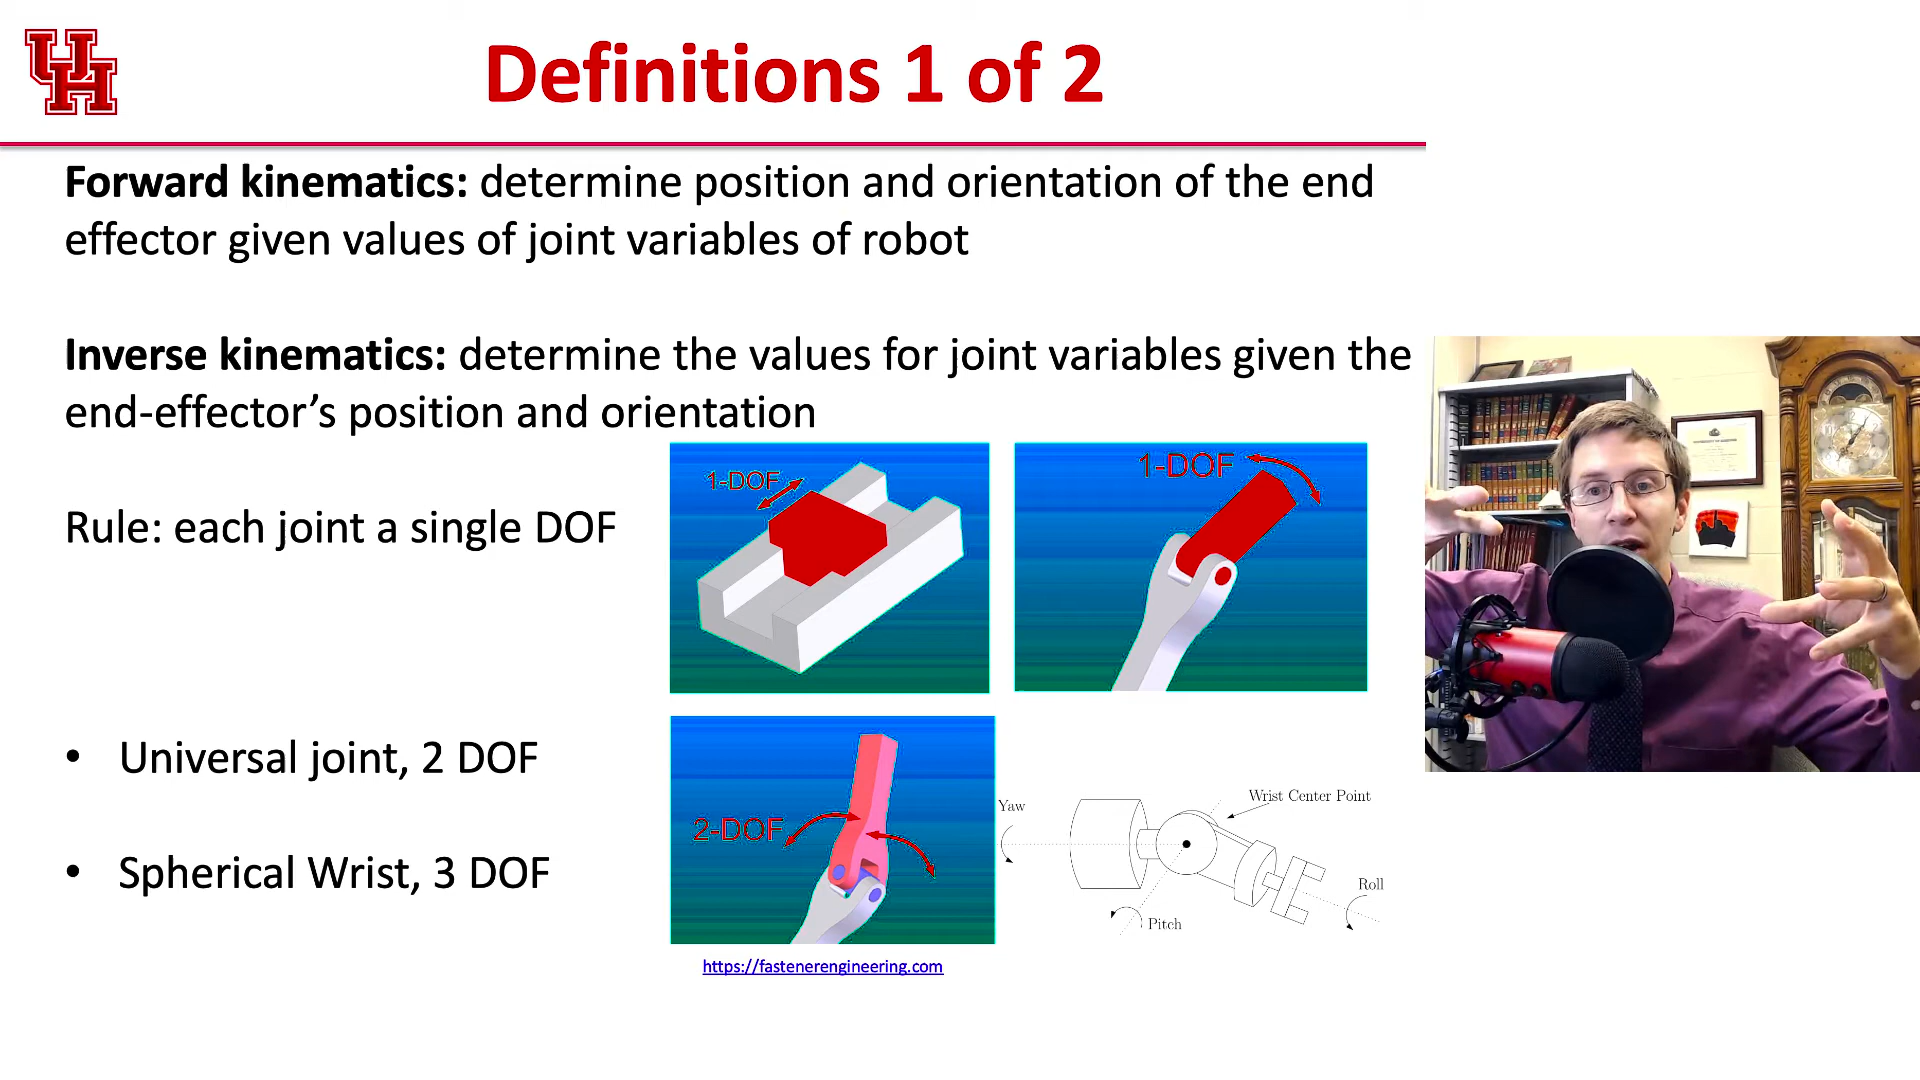 UH
Definitions 1 of 2
Forward kinematics: determine position and orientation of the end
effector given values of joint variables of robot
Inverse kinematics: determine the values for joint variables given the
end-effector’s position and orientation
1-DOF
1-DOF
Rule: each joint a single DOF
• Universal joint, 2 DOF
2-DOF
Yaw
Wrist Center Point
• Spherical Wrist, 3 DOF
Roll
Pitch
https://fastenerengineering.com